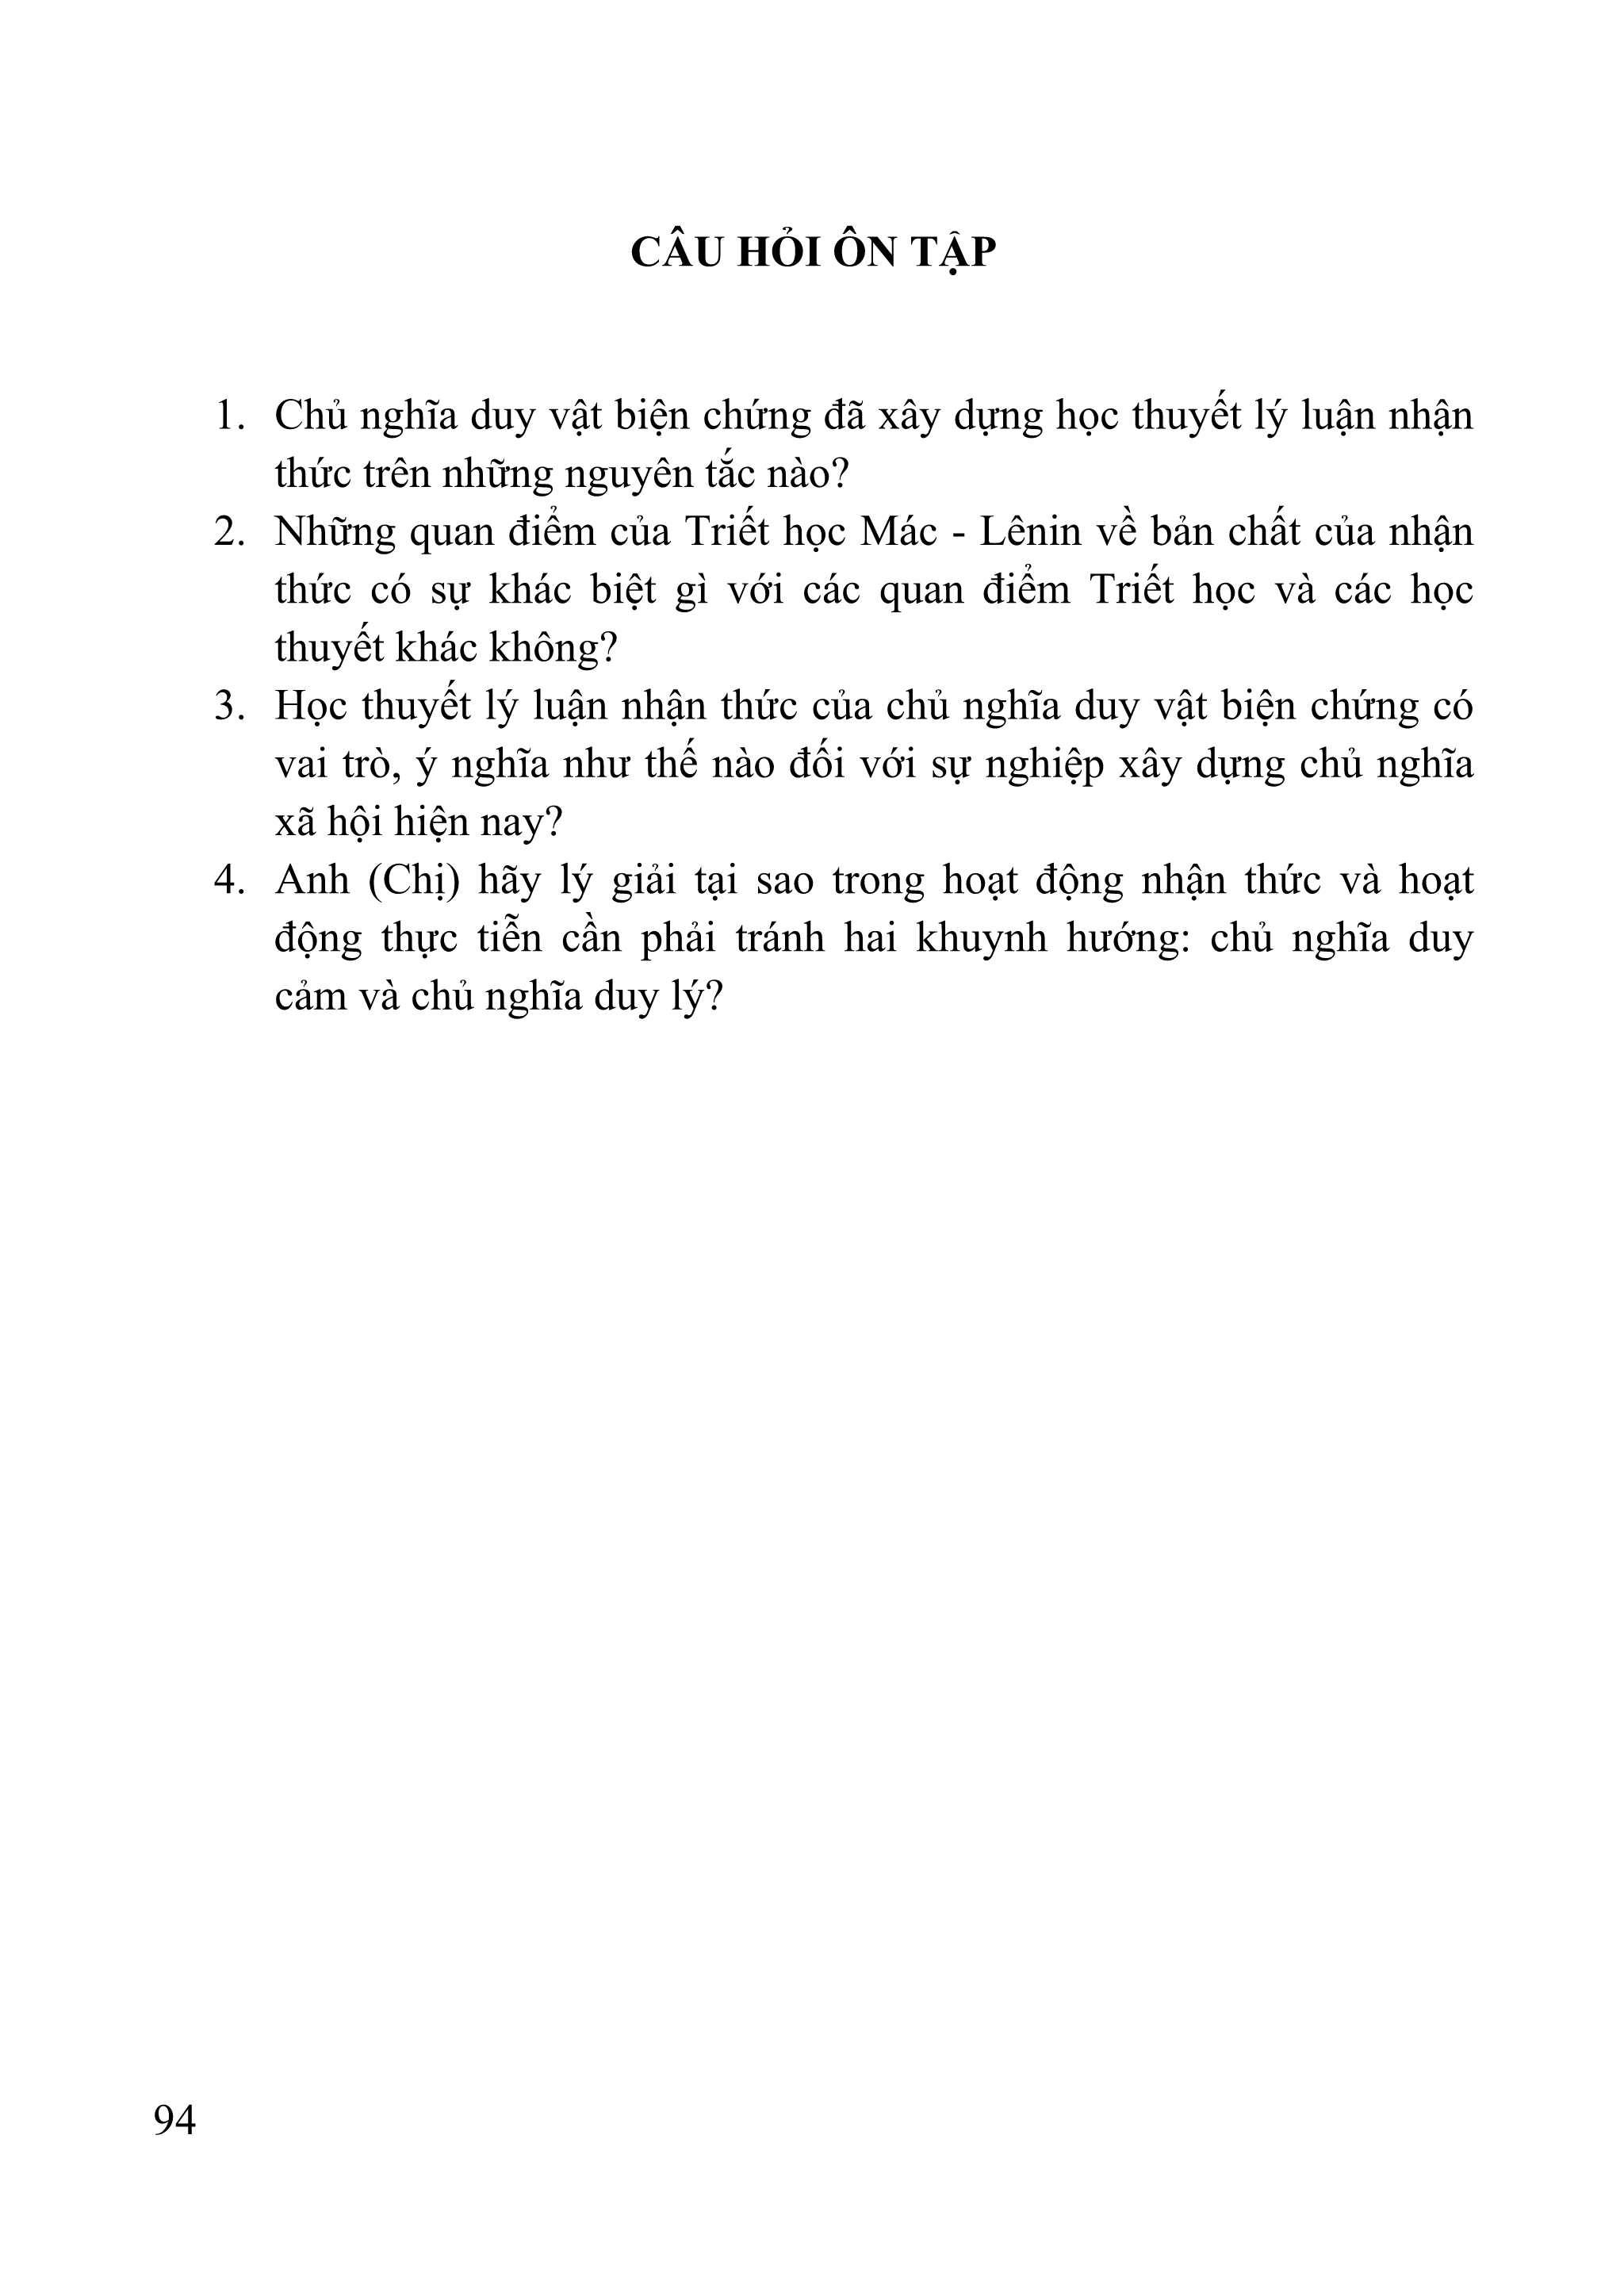 CÂU HỎI ÔN TẬP
1. Chủ nghĩa duy vật biện chứng đã xây dựng học thuyết lý luận nhận
thức trên những nguyên tắc nào?
2. Những quan điểm của Triết học Mác - Lênin về bản chất của nhận
thức có sự khác biệt gì với các quan điểm Triết học và các học
thuyết khác không?
3. Học thuyết lý luận nhận thức của chủ nghĩa duy vật biện chứng có
vai trò, ý nghĩa như thế nào đối với sự nghiệp xây dựng chủ nghĩa
xã hội hiện nay?
4. Anh (Chị) hãy lý giải tại sao trong hoạt động nhận thức và hoạt
động thực tiễn cần phải tránh hai khuynh hướng: chủ nghĩa duy
cảm và chủ nghĩa duy lý?
94